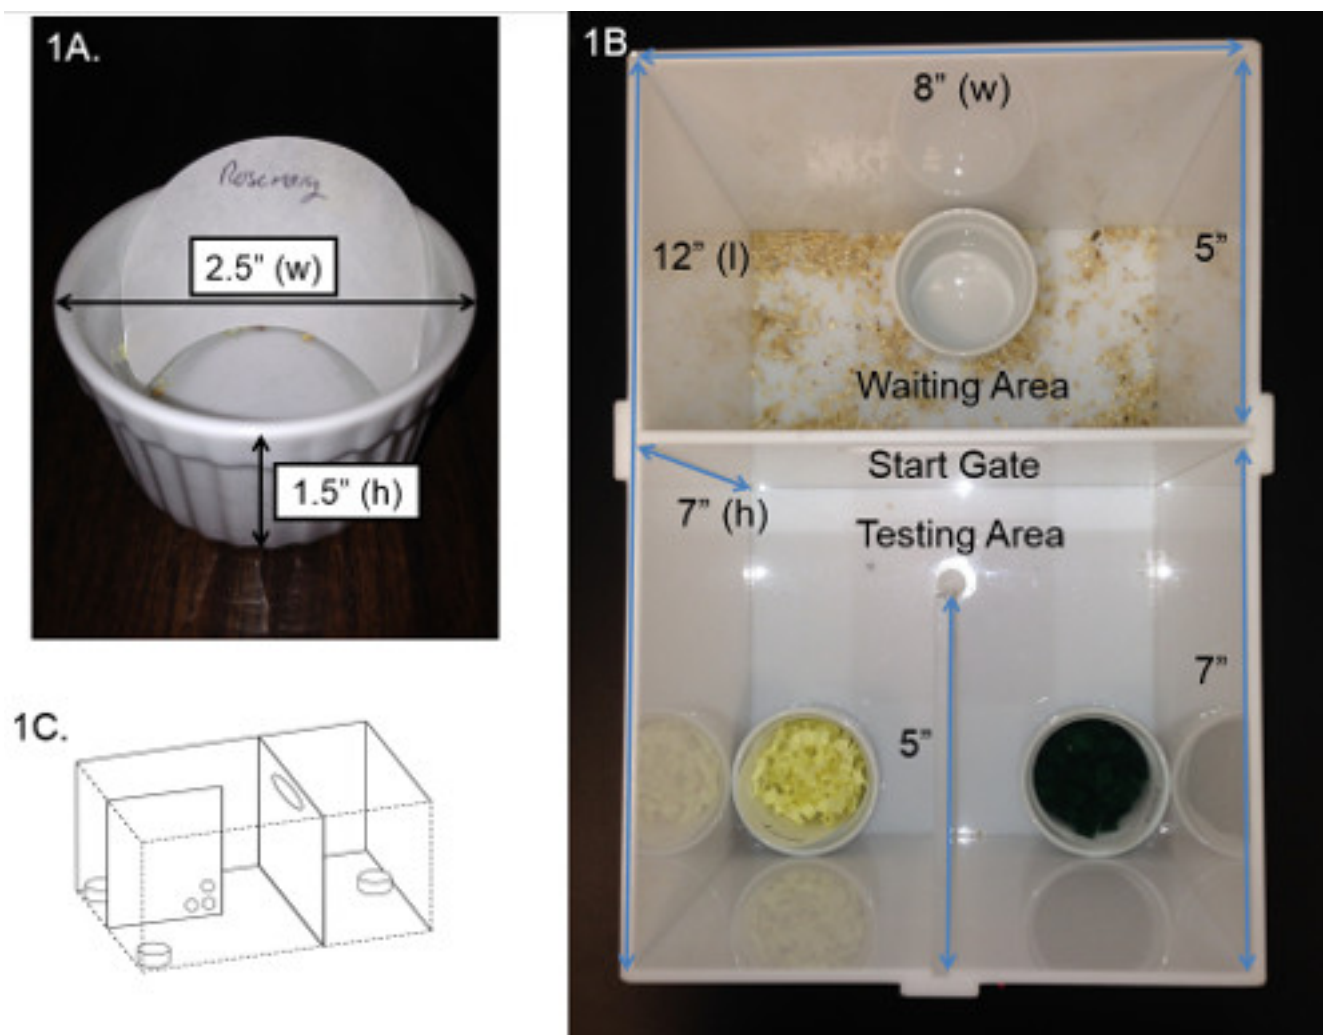 1A.
Rosemary
2.5” (w)
1.5” (h)
1B.
8” (w)
12” (l)
5”
Waiting Area
Start Gate
7” (h)
Testing Area
7”
5”
1C.